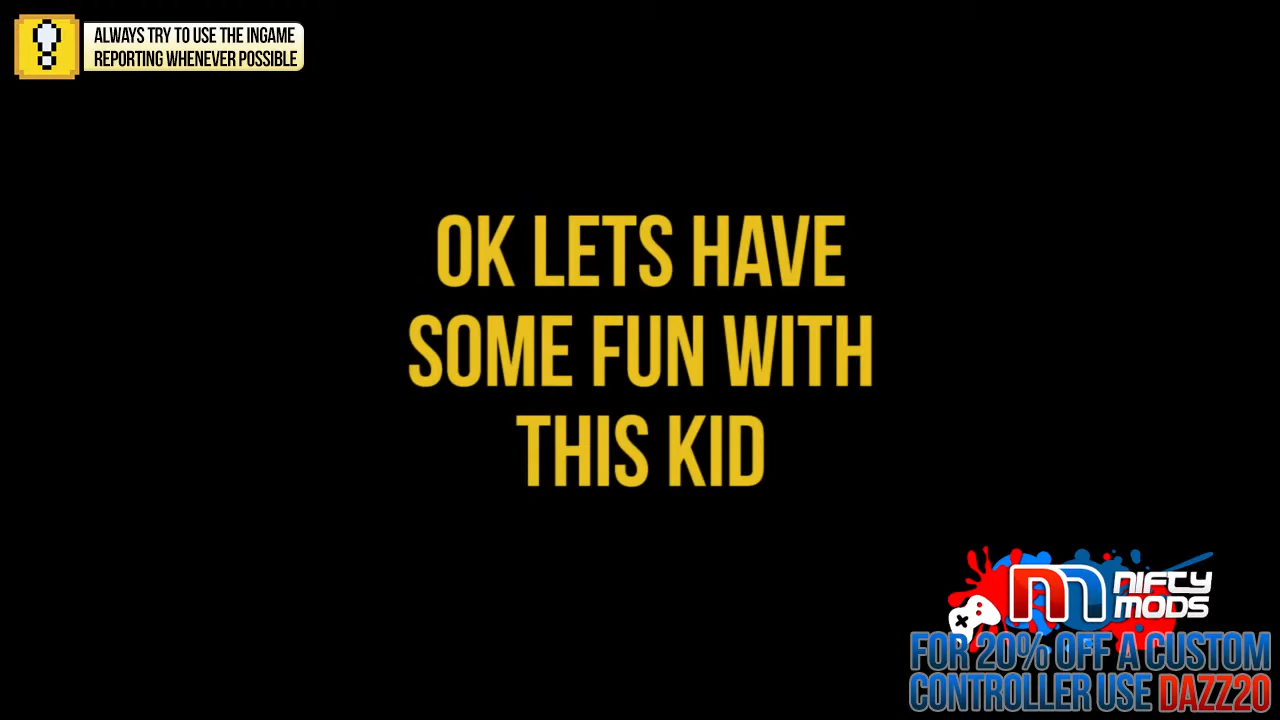 ALWAYS TRY TO USE THE INGAME
REPORTING WHENEVER POSSIBLE
OK LETS HAVE
SOME FUN WITH
THIS KID
NIFTY
MODS
FOR 20% OFF A CUSTOM
CONTROLLER USE DAZZ20